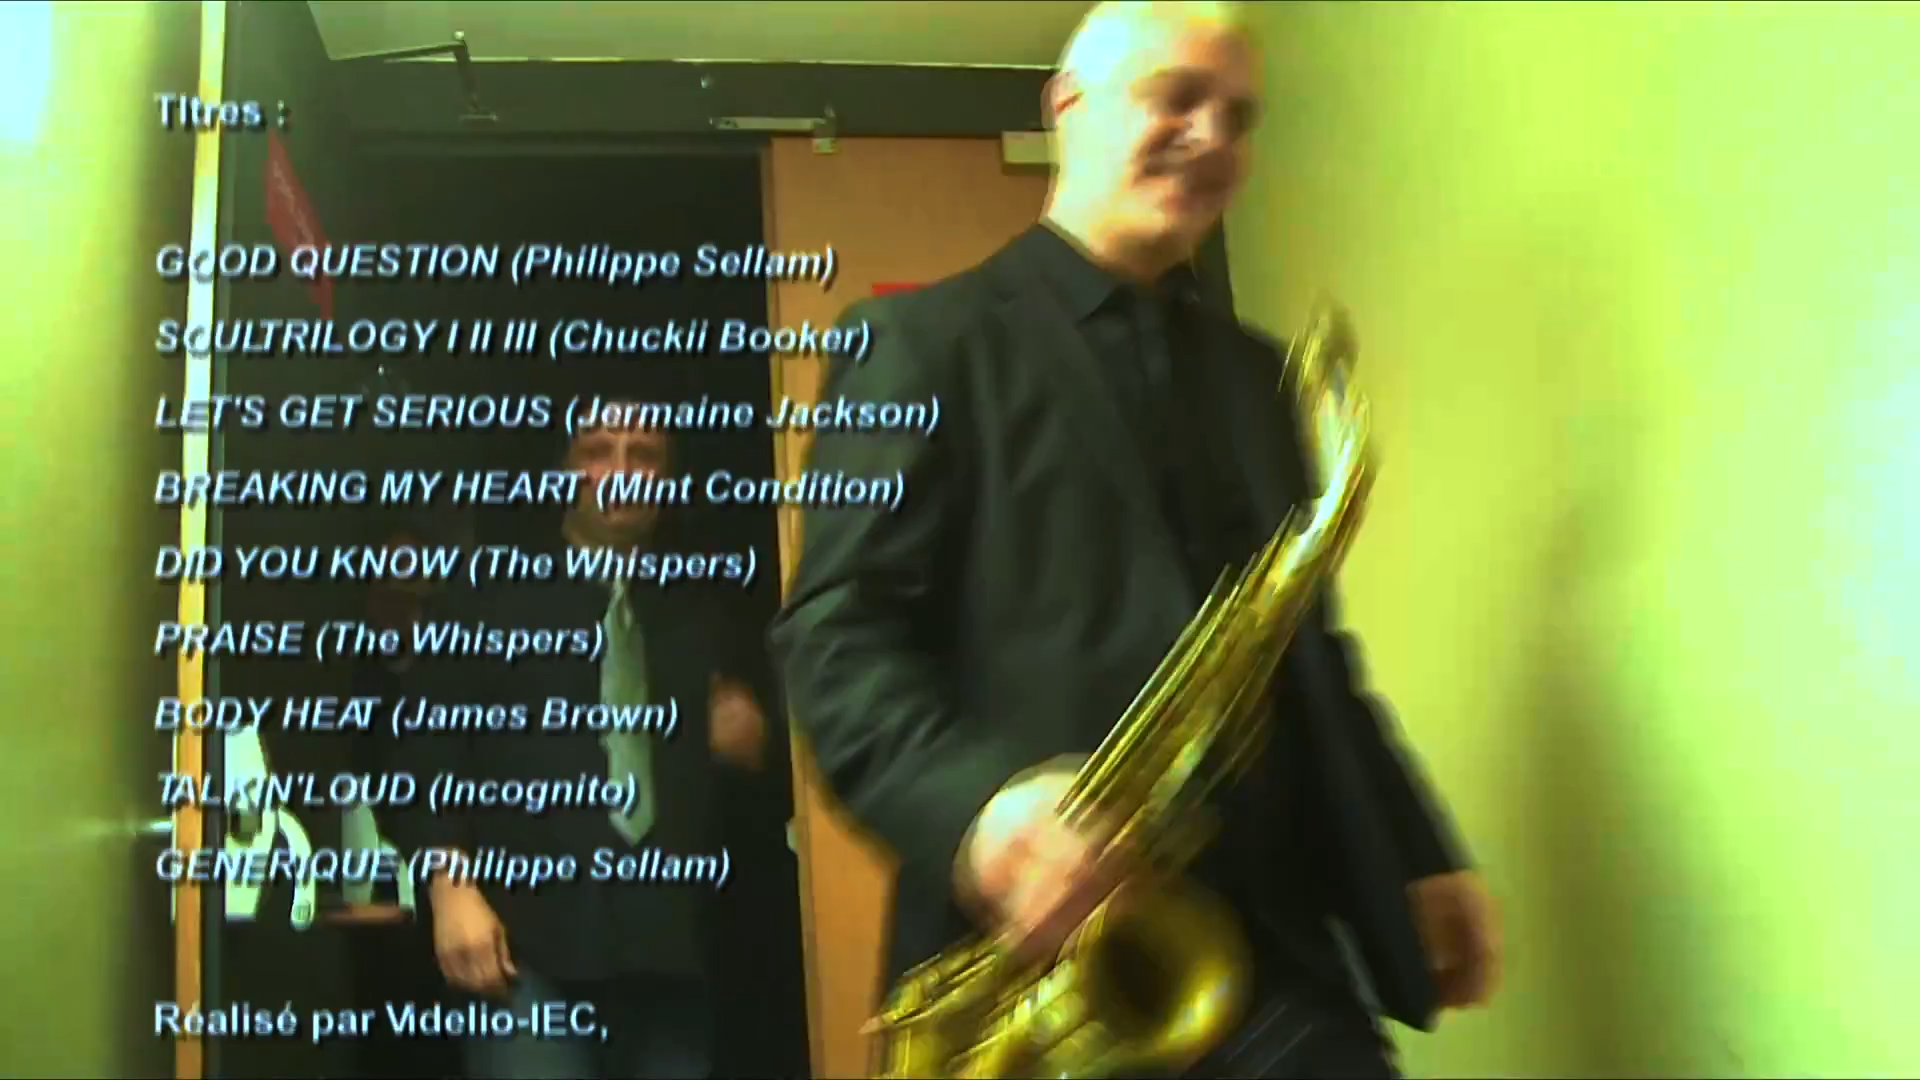 Titres :
GOOD QUESTION (Philippe Sellam)
SOULTRILOGY I II III (Chuckii Booker)
LET'S GET SERIOUS (Jermaine Jackson)
BREAKING MY HEART (Mint Condition)
DID YOU KNOW (The Whispers)
PRAISE (The Whispers)
BODY HEAT (James Brown)
TALKIN'LOUD (Incognito)
GENERIQUE (Philippe Sellam)
Réalisé par Videlio-IEC,